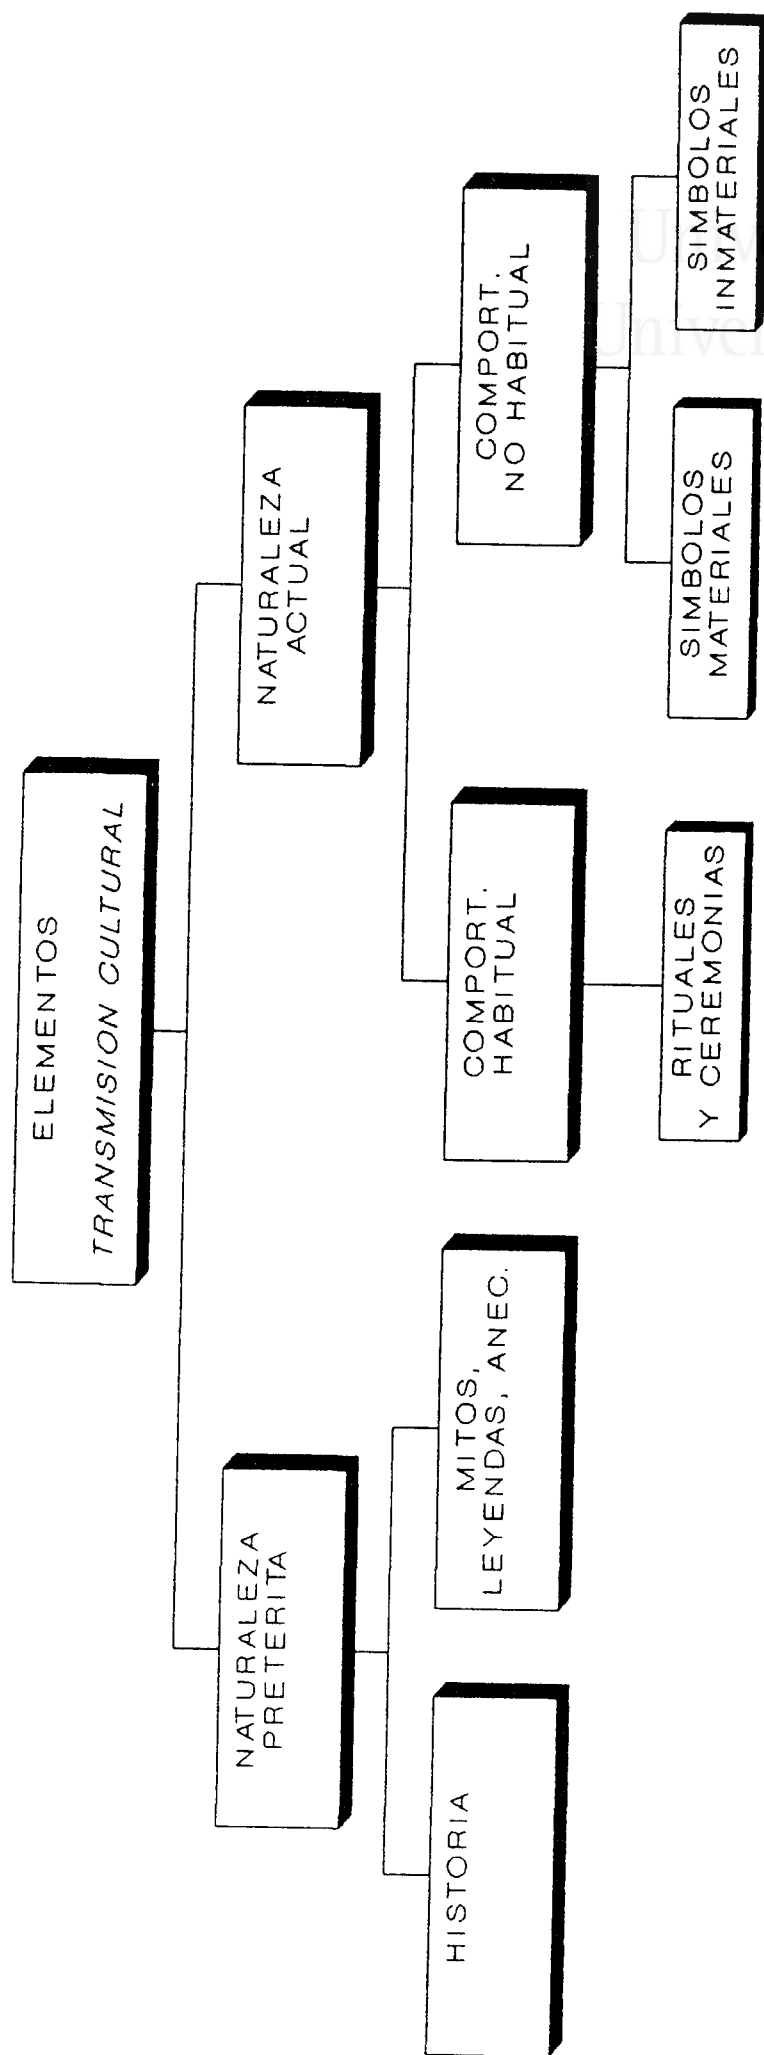 ELEMENTOS
TRANSMISION CULTURAL
NATURALEZA
PRETERITA
NATURALEZA
ACTUAL
HISTORIA
MITOS,
LEYENDAS, ANEC.
COMPORT.
HABITUAL
COMPORT.
NO HABITUAL
RITUALES
Y CEREMONIAS
SIMBOLOS
MATERIALES
SIMBOLOS
INMATERIALES